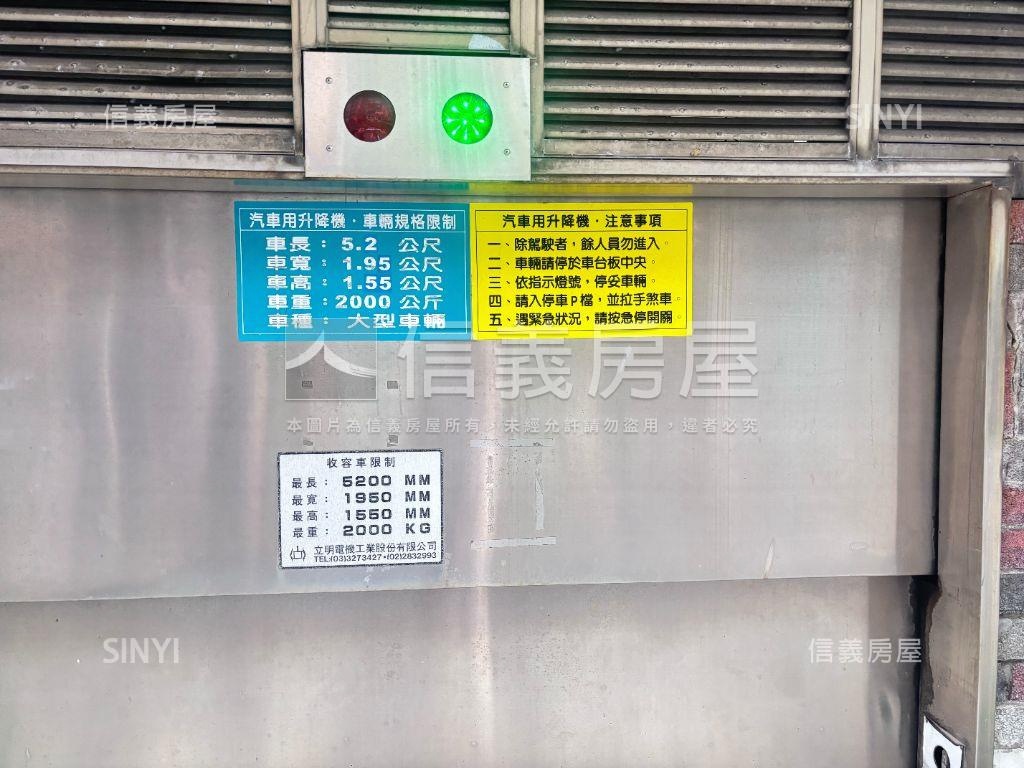 信義房屋
SINYI
汽車用升降機·車輛規格限制
車長：5.2 公尺
車寬：1.95 公尺
車高：1.55 公尺
車重：2000 公斤
車種：大型車輛
汽車用升降機·注意事項
一、除駕駛者，餘人員勿進入。
二、車輛請停於車台板中央。
三、依指示燈號，停妥車輛。
四、請入停車P檔，並拉手煞車。
五、遇緊急狀況，請按急停開關。
信義房屋
本圖片為信義房屋所有，未經允許請勿盜用，違者必究
收容車限制
最長：5200 MM
最寬：1950 MM
最高：1550 MM
最重：2000 KG
立明電機工業股份有限公司
TEL:(03)3273427•(02)2832993
SINYI
信義房屋